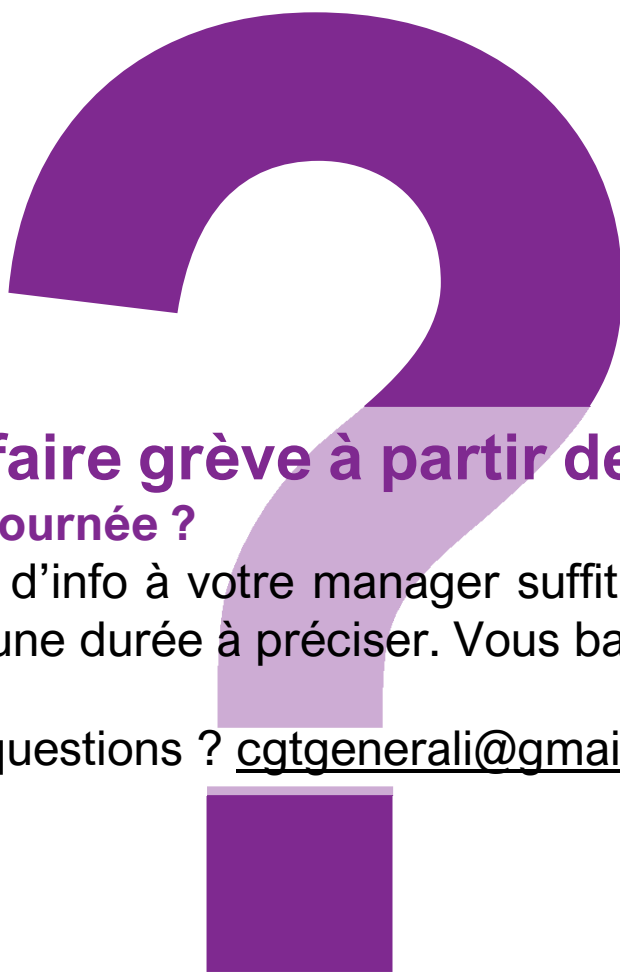 faire grève à partir de
ournée ?
d’info à votre manager suffit
une durée à préciser. Vous ba
questions ? cgtgenerali@gmai